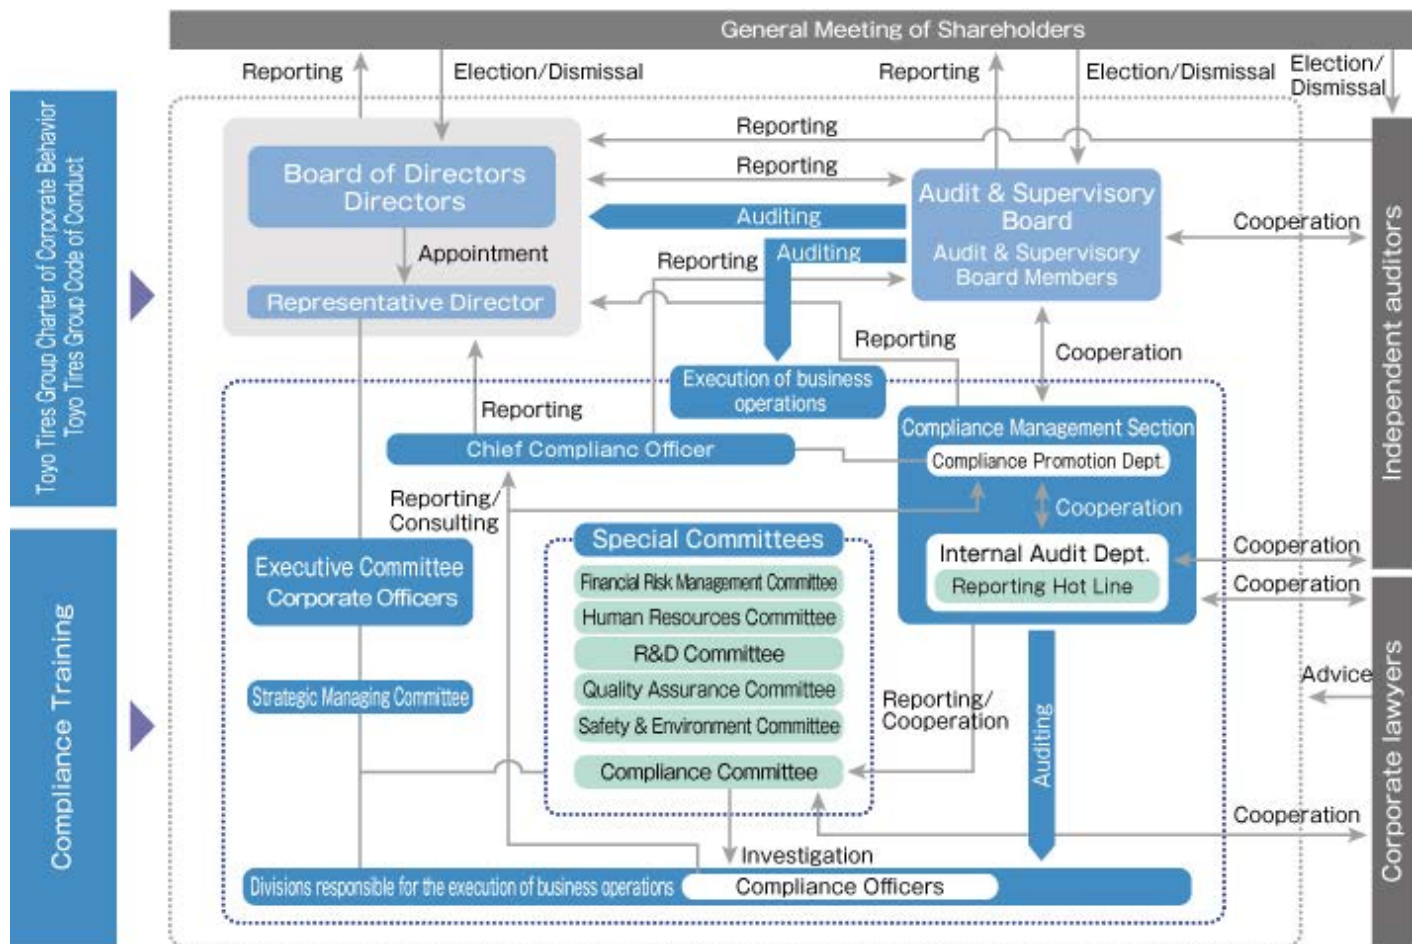 General Meeting of Shareholders
Reporting
Election/Dismissal
Reporting
Election/Dismissal
Election/
Dismissal
Toyo Tires Group Charter of Corporate Behavior
Toyo Tires Group Code of Conduct
Compliance Training
Board of Directors
Directors
Appointment
Representative Director
Reporting
Reporting
Auditing
Auditing
Reporting
Audit & Supervisory
Board
Audit & Supervisory
Board Members
Cooperation
Independent auditors
Reporting
Cooperation
Execution of business
operations
Reporting
Chief Complianc Officer
Compliance Management Section
Compliance Promotion Dept.
Cooperation
Internal Audit Dept.
Reporting Hot Line
Cooperation
Cooperation
Reporting/
Consulting
Executive Committee
Corporate Officers
Strategic Managing Committee
Special Committees
Financial Risk Management Committee
Human Resources Committee
R&D Committee
Quality Assurance Committee
Safety & Environment Committee
Compliance Committee
Reporting/
Cooperation
Auditing
Advice
Corporate lawyers
Cooperation
Investigation
Divisions responsible for the execution of business operations
Compliance Officers